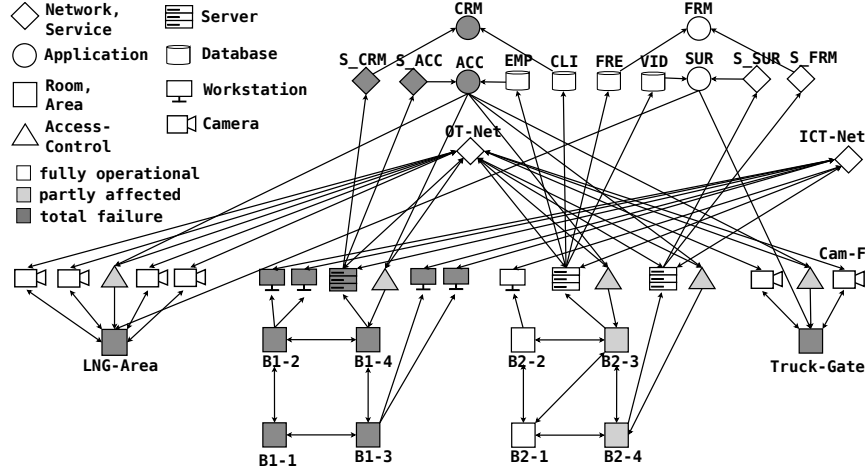 Network,
Service
Server
Application
Database
Room,
Area
Workstation
Access-
Control
Camera
fully operational
partly affected
total failure
CRM
FRM
S_CRM
S_ACC
ACC
EMP
CLI
FRE
VID
SUR
S_SUR
S_FRM
OT-Net
ICT-Net
Cam-F
LNG-Area
B1-2
B1-4
B2-2
B2-3
Truck-Gate
B1-1
B1-3
B2-1
B2-4